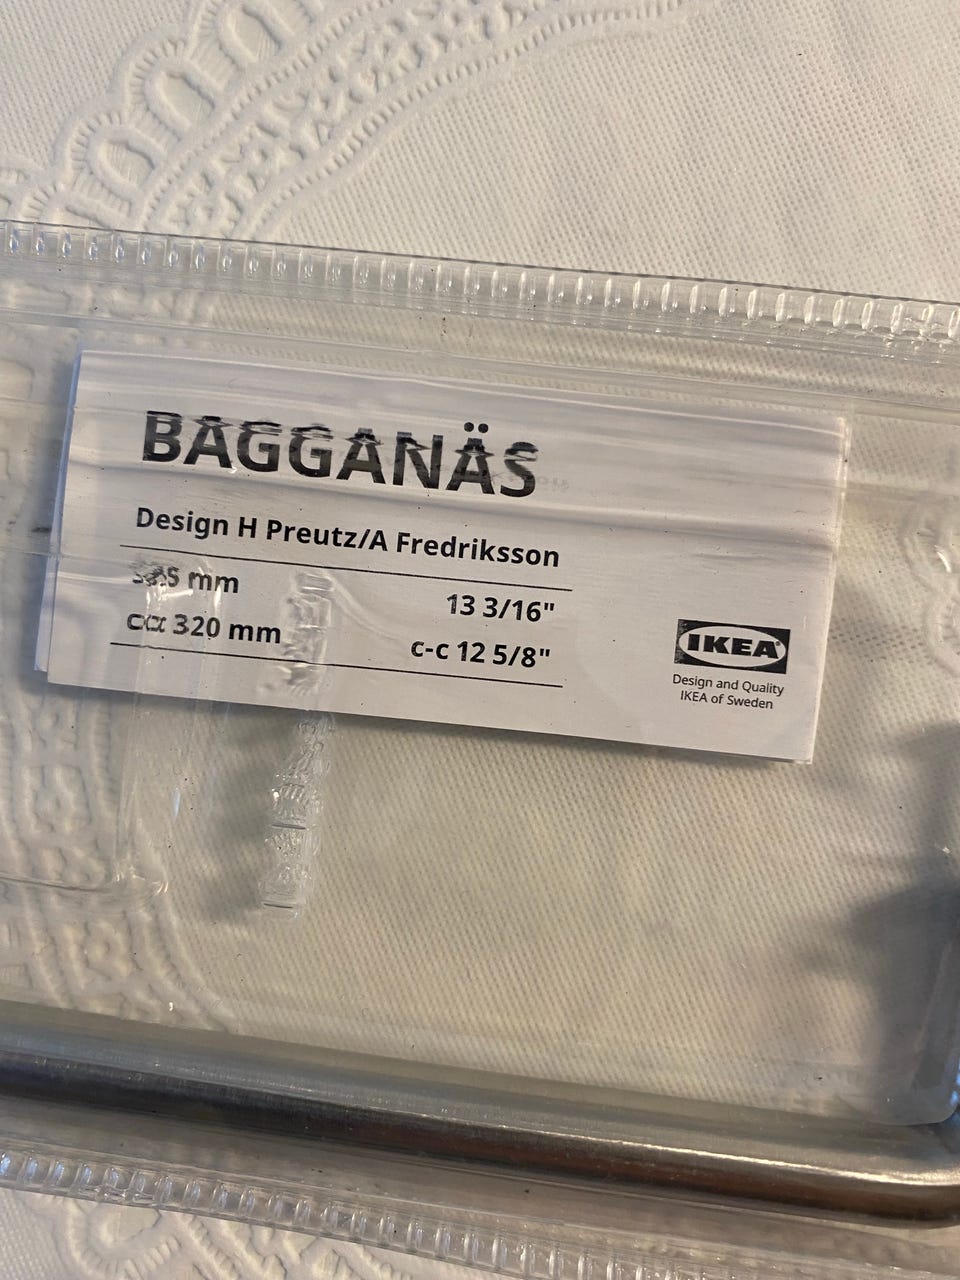 BAGGANÄS
Design H Preutz/A Fredriksson
mm 13 3/16"
320 mm c-c 12 5/8"
IKEA
Design and Quality
IKEA of Sweden